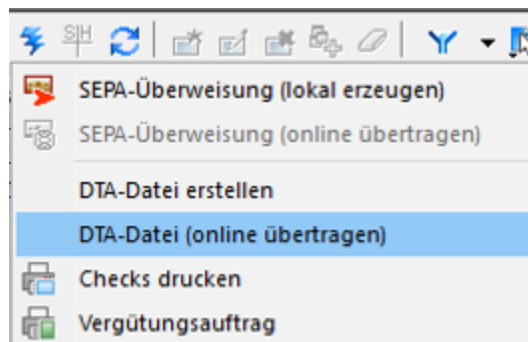 S|H
SEPA-Überweisung (lokal erzeugen)
SEPA-Überweisung (online übertragen)
DTA-Datei erstellen
DTA-Datei (online übertragen)
Checks drucken
Vergütungsauftrag